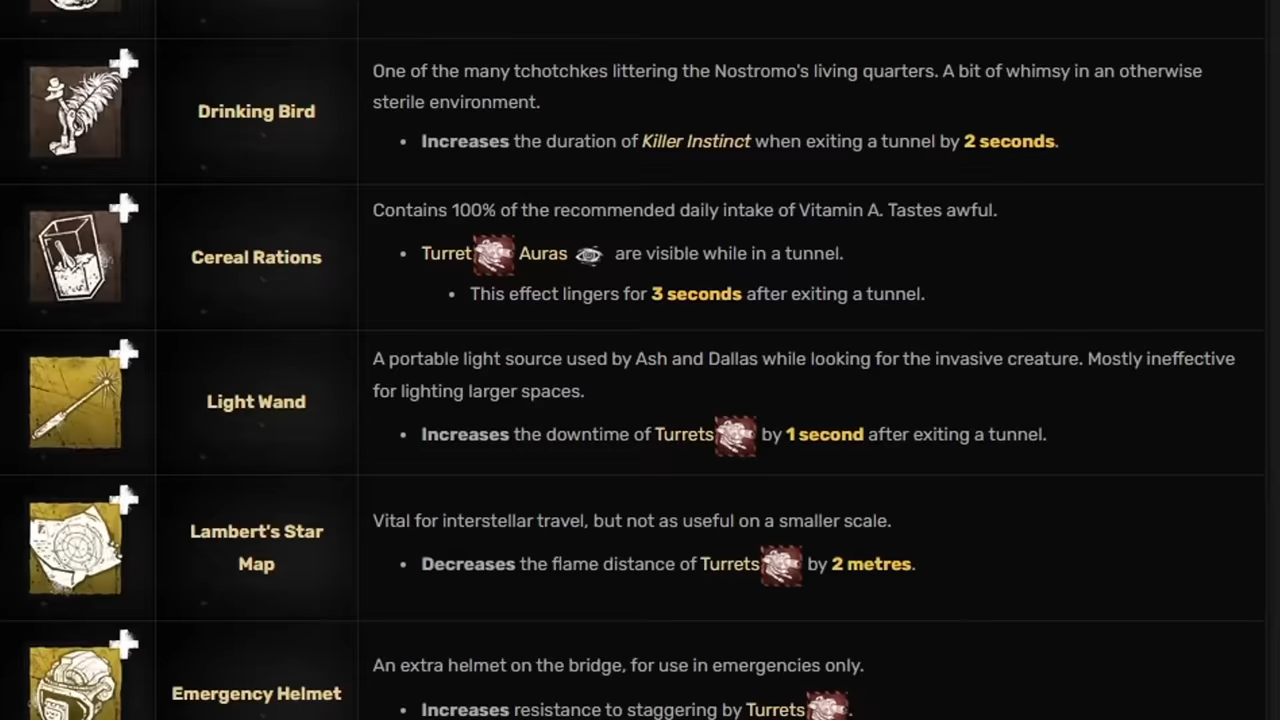 One of the many tchotchkes littering the Nostromo's living quarters. A bit of whimsy in an otherwise
sterile environment.
Drinking Bird
Increases the duration of Killer Instinct when exiting a tunnel by 2 seconds.
Contains 100% of the recommended daily intake of Vitamin A. Tastes awful.
Cereal Rations
Turret Auras are visible while in a tunnel.
This effect lingers for 3 seconds after exiting a tunnel.
A portable light source used by Ash and Dallas while looking for the invasive creature. Mostly ineffective
for lighting larger spaces.
Light Wand
Increases the downtime of Turrets by 1 second after exiting a tunnel.
Lambert's Star
Map
Vital for interstellar travel, but not as useful on a smaller scale.
Decreases the flame distance of Turrets by 2 metres.
An extra helmet on the bridge, for use in emergencies only.
Emergency Helmet
Increases resistance to staggering by Turrets.